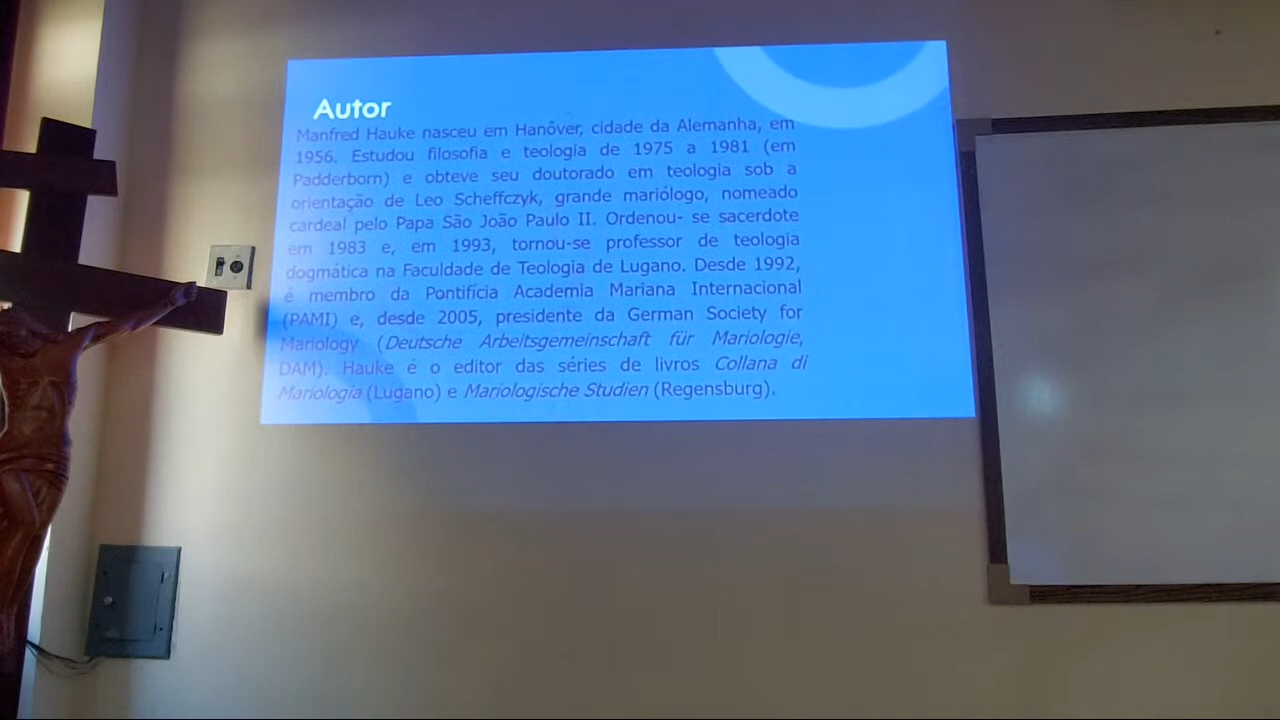 Autor
Manfred Hauke nasceu em Hanôver, cidade da Alemanha, em
1956. Estudou filosofia e teologia de 1975 a 1981 (em
Padderborn) e obteve seu doutorado em teologia sob a
orientação de Leo Scheffczyk, grande mariólogo, nomeado
cardeal pelo Papa São João Paulo II. Ordenou- se sacerdote
em 1983 e, em 1993, tornou-se professor de teologia
dogmática na Faculdade de Teologia de Lugano. Desde 1992,
é membro da Pontifícia Academia Mariana Internacional
(PAMI) e, desde 2005, presidente da German Society for
Mariology (Deutsche Arbeitsgemeinschaft für Mariologie,
DAM). Hauke é o editor das séries de livros Collana di
Mariologia (Lugano) e Mariologische Studien (Regensburg).